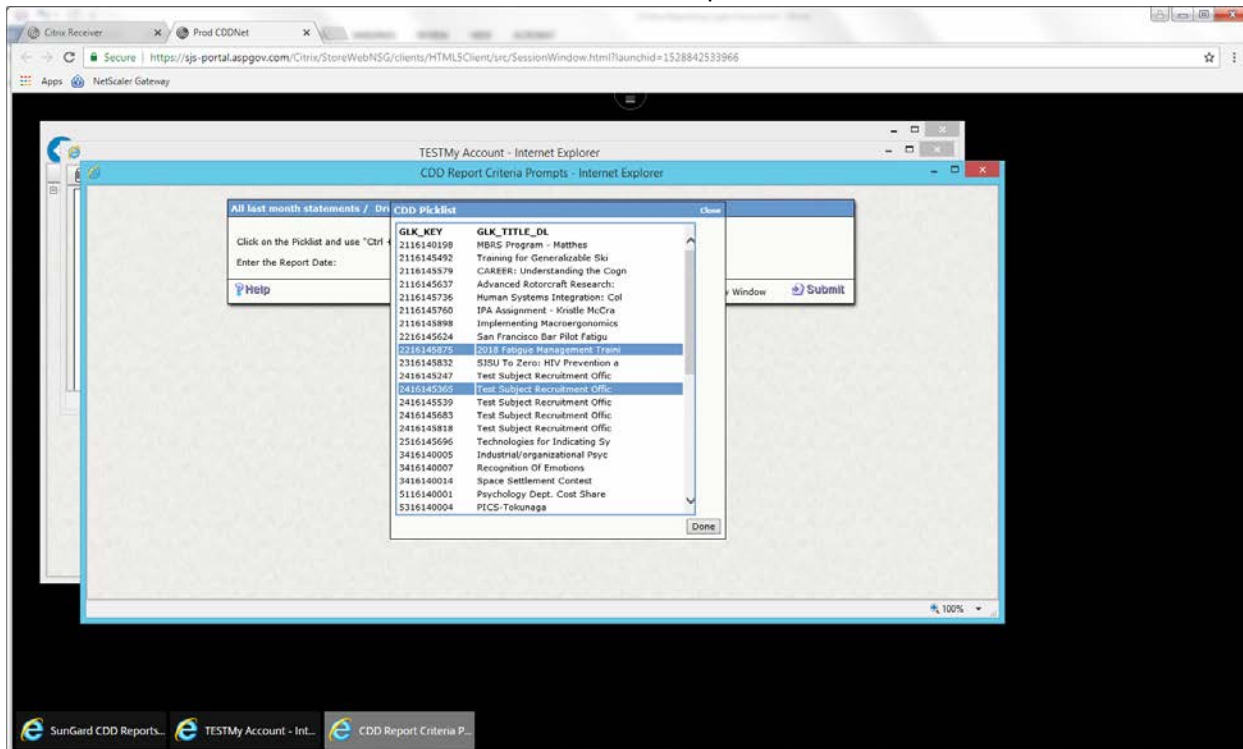 Citrix Receiver × Prod CDDNet ×
Secure | https://sjs-portal.aspgov.com/Citrix/StoreWebNSG/clients/HTML5Client/src/SessionWindow.html?launchid=1528842533966
Apps NetScaler Gateway
TESTMy Account - Internet Explorer
CDD Report Criteria Prompts - Internet Explorer
All last month statements / Dri
CDD Picklist Close
Click on the Picklist and use "Ctrl +
Enter the Report Date:
Help
Window Submit
GLK_KEY GLK_TITLE_DL
2116140198 MBRS Program - Matthes
2116145492 Training for Generalizable Ski
2116145579 CAREER: Understanding the Cogn
2116145637 Advanced Rotorcraft Research:
2116145736 Human Systems Integration: Col
2116145760 IPA Assignment - Kristle McCra
2116145898 Implementing Macroergonomics
2216145624 San Francisco Bar Pilot Fatigu
2216145875 2018 Fatigue Management Traini
2316145832 SJSU To Zero: HIV Prevention a
2416145247 Test Subject Recruitment Offic
2416145365 Test Subject Recruitment Offic
2416145539 Test Subject Recruitment Offic
2416145683 Test Subject Recruitment Offic
2416145818 Test Subject Recruitment Offic
2516145696 Technologies for Indicating Sy
3416140005 Industrial/organizational Psyc
3416140007 Recognition Of Emotions
3416140014 Space Settlement Contest
5116140001 Psychology Dept. Cost Share
5316140004 PICS-Tokunaga
Done
100%
SunGard CDD Reports... TESTMy Account - Int... CDD Report Criteria P...